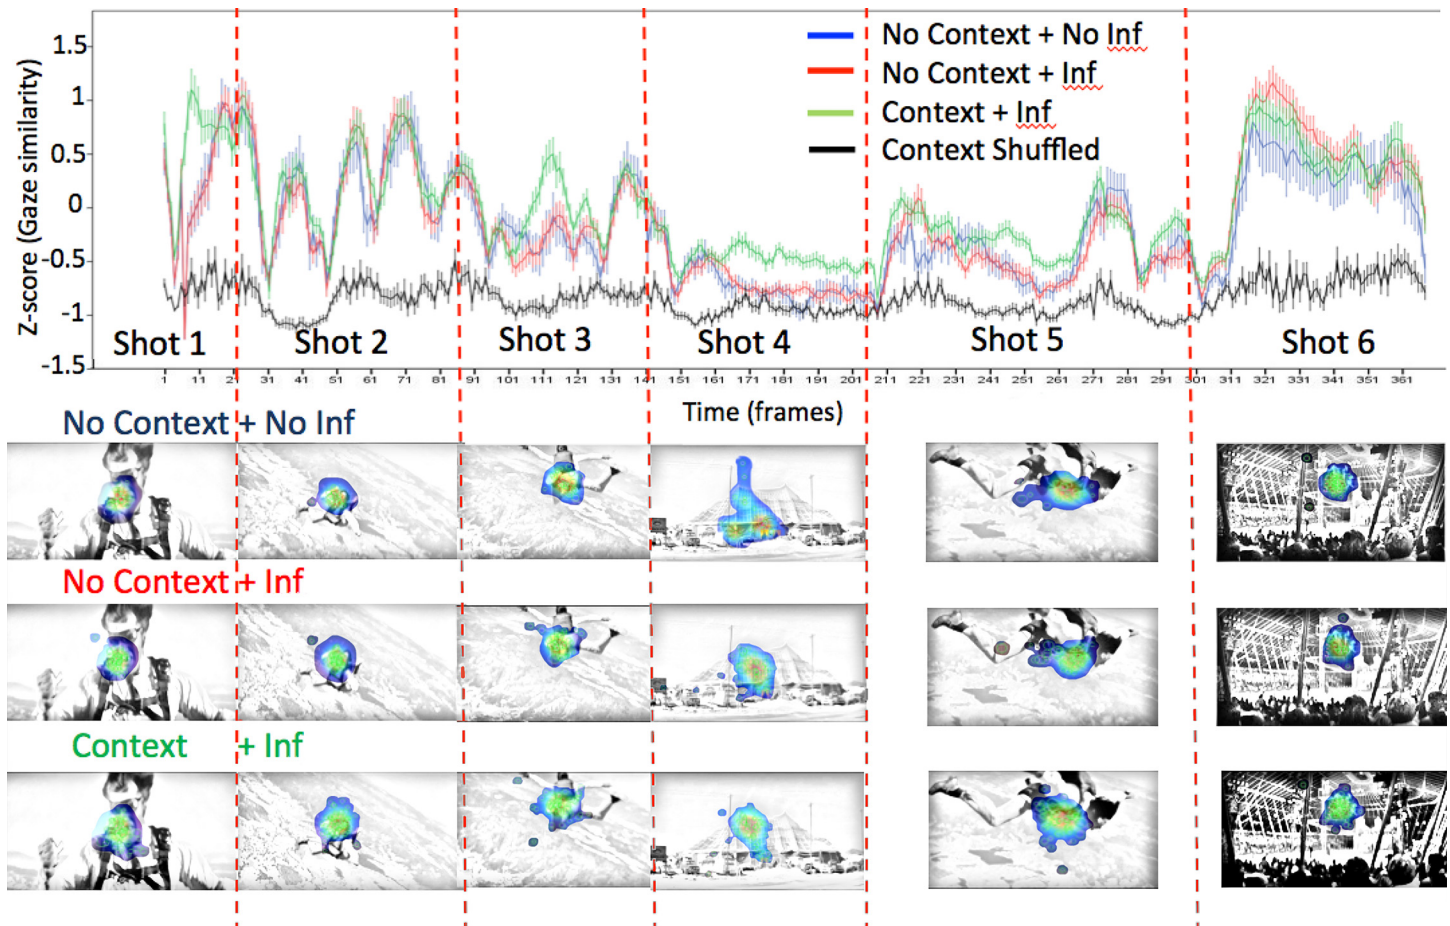 Z-score (Gaze similarity)
1.5
1
0.5
0
-0.5
-1
-1.5
No Context + No Inf
No Context + Inf
Context + Inf
Context Shuffled
Shot 1
Shot 2
Shot 3
Shot 4
Shot 5
Shot 6
1 11 21 31 41 51 61 71 81 91 101 111 121 131 141 151 161 171 181 191 201 211 221 231 241 251 261 271 281 291 301 311 321 331 341 351 361
Time (frames)
No Context + No Inf
No Context + Inf
Context + Inf